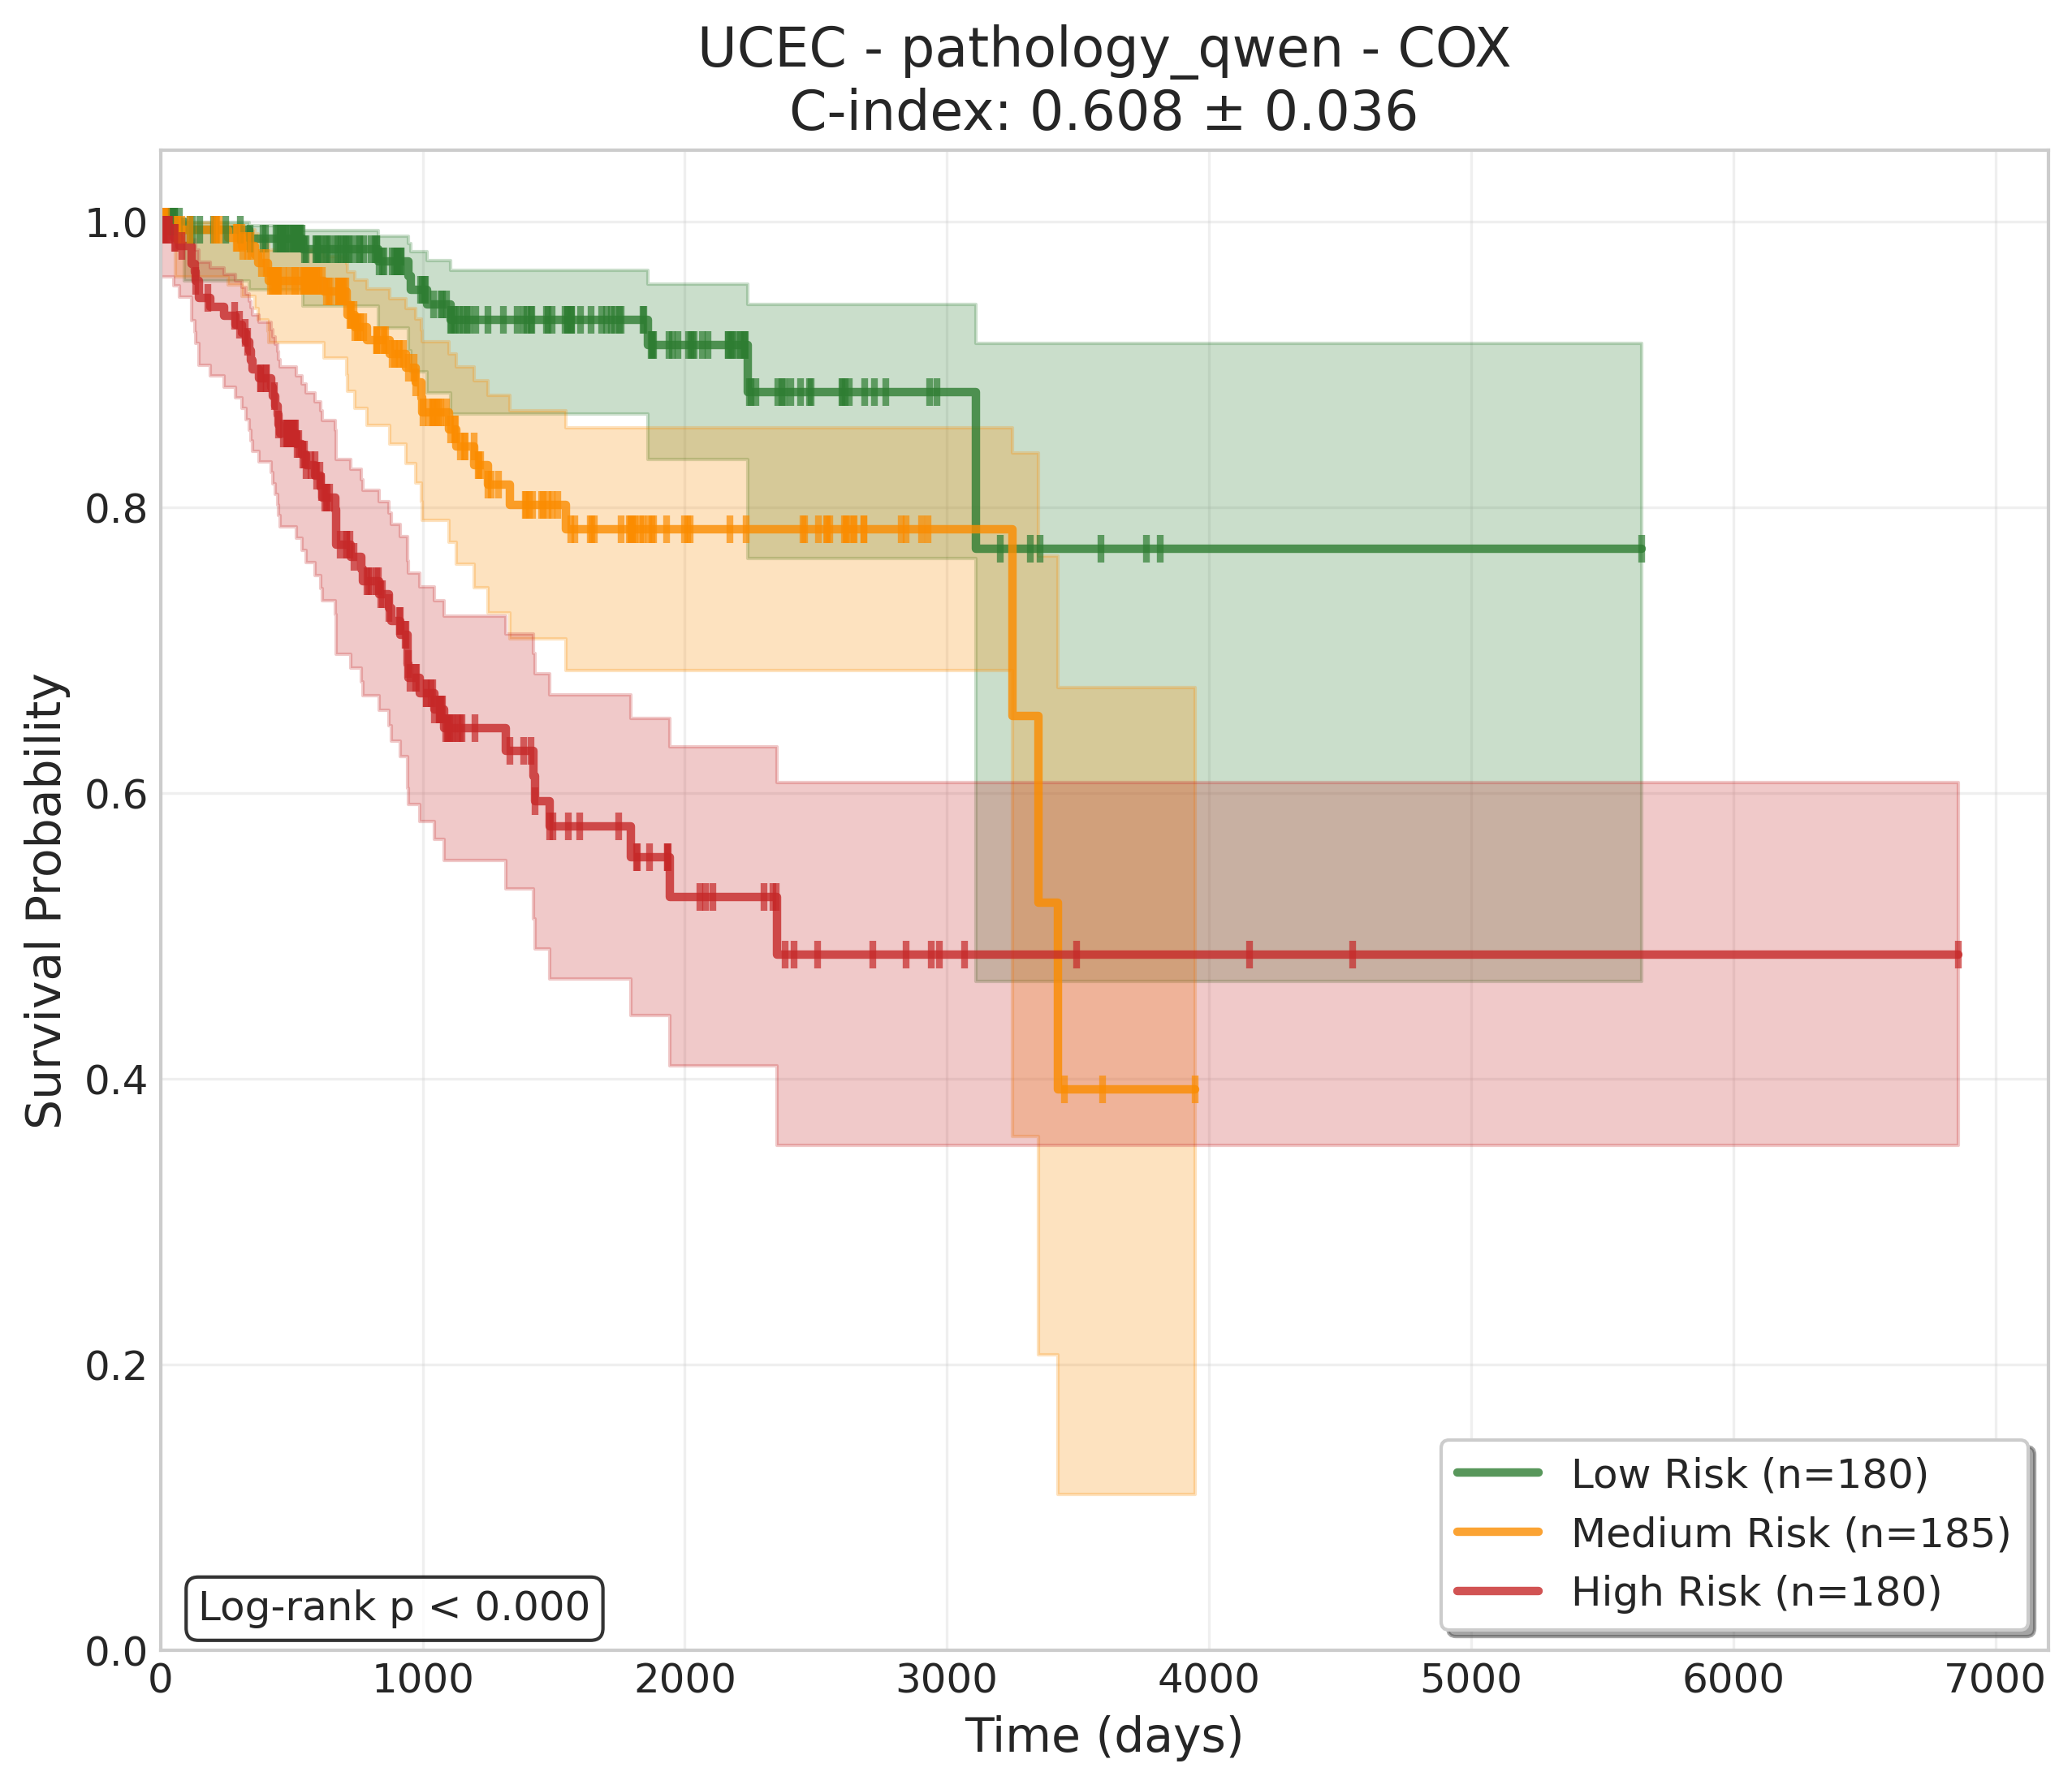 UCEC - pathology_qwen - COX
C-index: 0.608 ± 0.036
Survival Probability
1.0
0.8
0.6
0.4
0.2
0.0
Log-rank p < 0.000
Low Risk (n=180)
Medium Risk (n=185)
High Risk (n=180)
0 1000 2000 3000 4000 5000 6000 7000
Time (days)